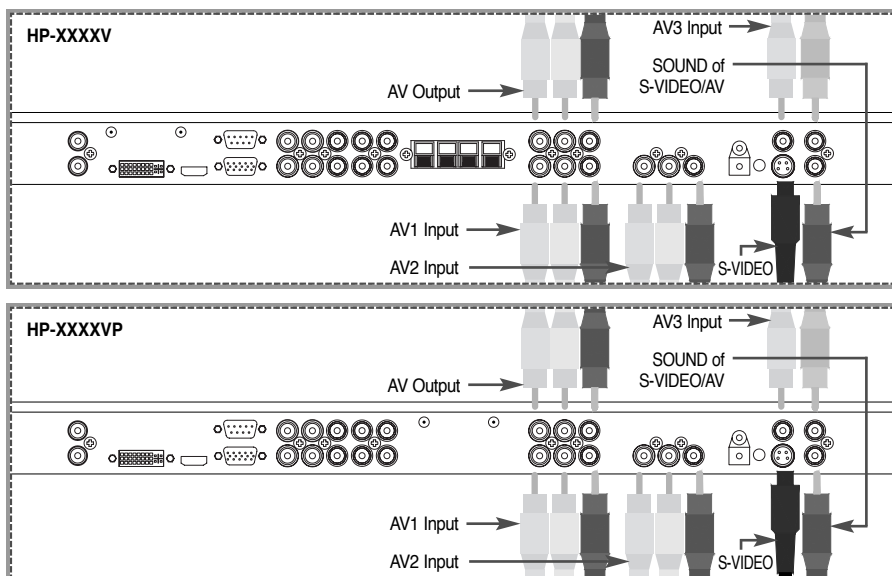 HP-XXXXV
AV3 Input
SOUND of
S-VIDEO/AV
AV Output
AV1 Input
AV2 Input
S-VIDEO
HP-XXXXVP
AV3 Input
SOUND of
S-VIDEO/AV
AV Output
AV1 Input
AV2 Input
S-VIDEO